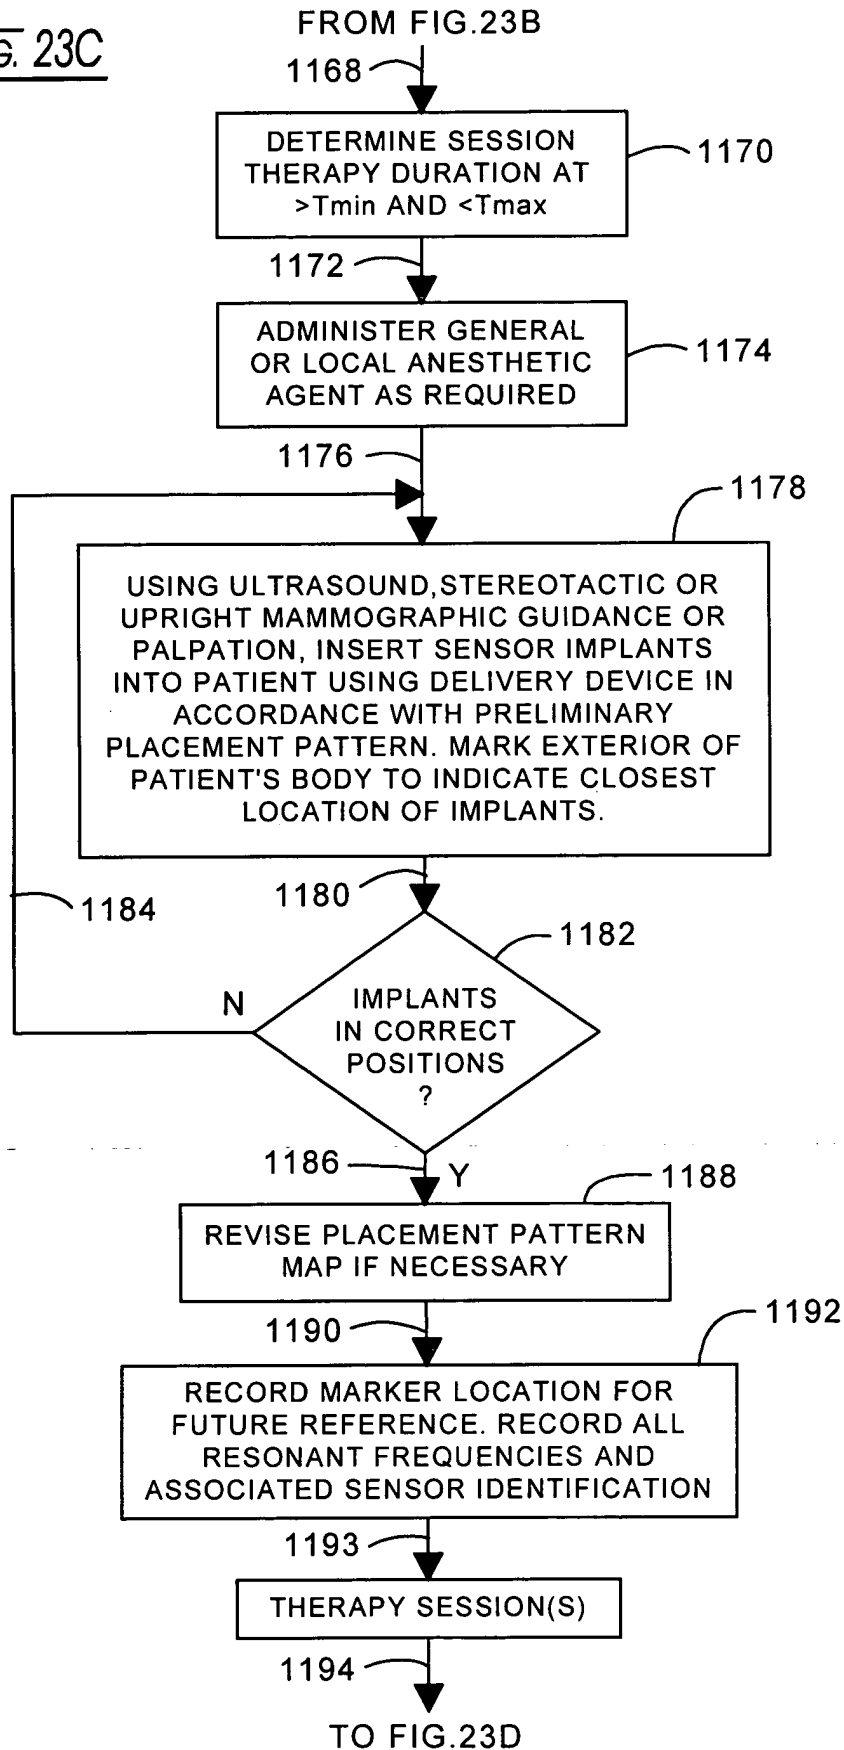 FROM FIG.23B
G. 23C
1168
DETERMINE SESSION
THERAPY DURATION AT
>Tmin AND <Tmax
1170
1172
ADMINISTER GENERAL
OR LOCAL ANESTHETIC
AGENT AS REQUIRED
1174
1176
1178
USING ULTRASOUND,STEREOTACTIC OR
UPRIGHT MAMMOGRAPHIC GUIDANCE OR
PALPATION, INSERT SENSOR IMPLANTS
INTO PATIENT USING DELIVERY DEVICE IN
ACCORDANCE WITH PRELIMINARY
PLACEMENT PATTERN. MARK EXTERIOR OF
PATIENT'S BODY TO INDICATE CLOSEST
LOCATION OF IMPLANTS.
1180
1184
1182
N
IMPLANTS
IN CORRECT
POSITIONS
?
1186
Y
1188
REVISE PLACEMENT PATTERN
MAP IF NECESSARY
1190
1192
RECORD MARKER LOCATION FOR
FUTURE REFERENCE. RECORD ALL
RESONANT FREQUENCIES AND
ASSOCIATED SENSOR IDENTIFICATION
1193
THERAPY SESSION(S)
1194
TO FIG.23D